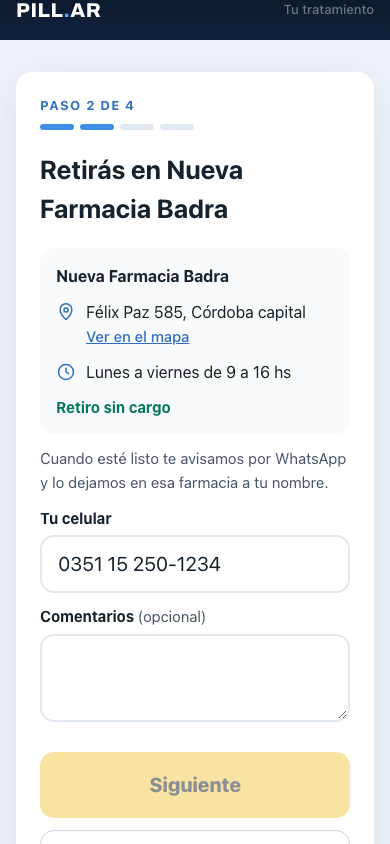 PILL.AR
Tu tratamiento
PASO 2 DE 4
Retirás en Nueva
Farmacia Badra
Nueva Farmacia Badra
Félix Paz 585, Córdoba capital
Ver en el mapa
Lunes a viernes de 9 a 16 hs
Retiro sin cargo
Cuando esté listo te avisamos por WhatsApp
y lo dejamos en esa farmacia a tu nombre.
Tu celular
0351 15 250-1234
Comentarios (opcional)
Siguiente